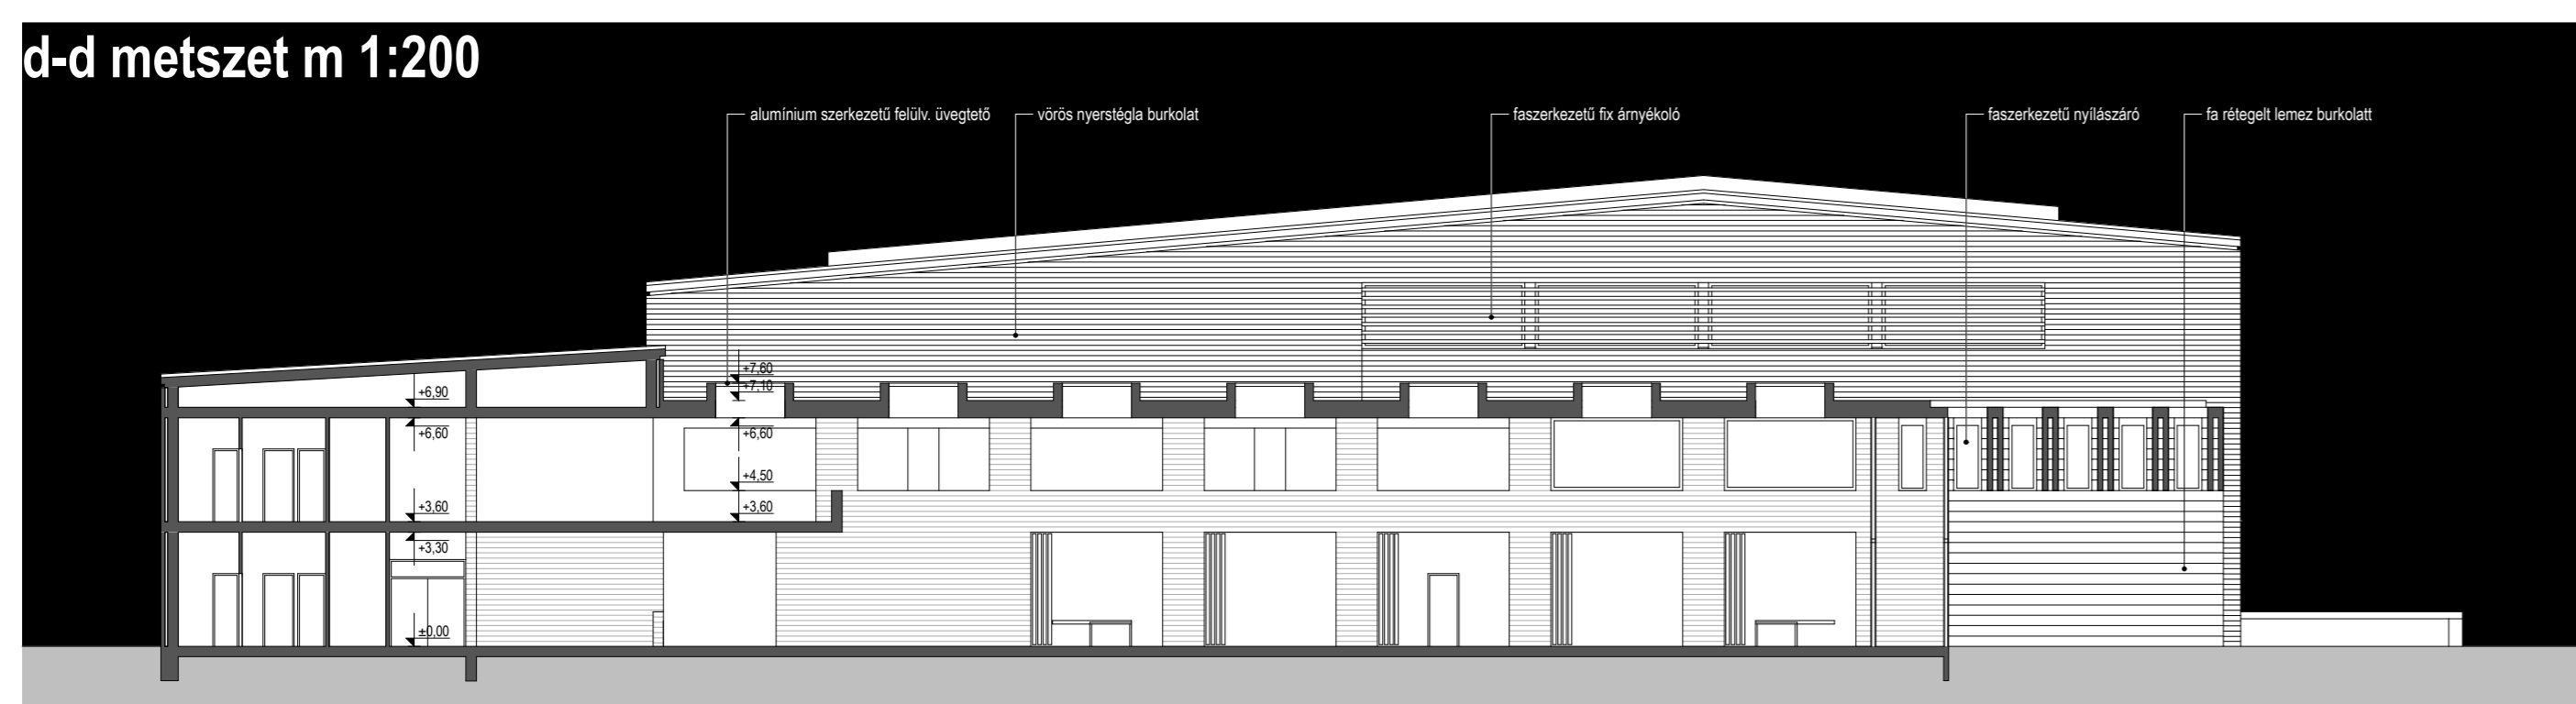 d-d metszet m 1:200
alumínium szerkezetű felülv. üvegtető
vörös nyerstégla burkolat
faszerkezetű fix árnyékoló
faszerkezetű nyílászáró
fa rétegelt lemez burkolatt
+7,60
+7,10
+6,90
+6,60
+6,60
+4,50
+3,60
+3,60
+3,30
±0,00